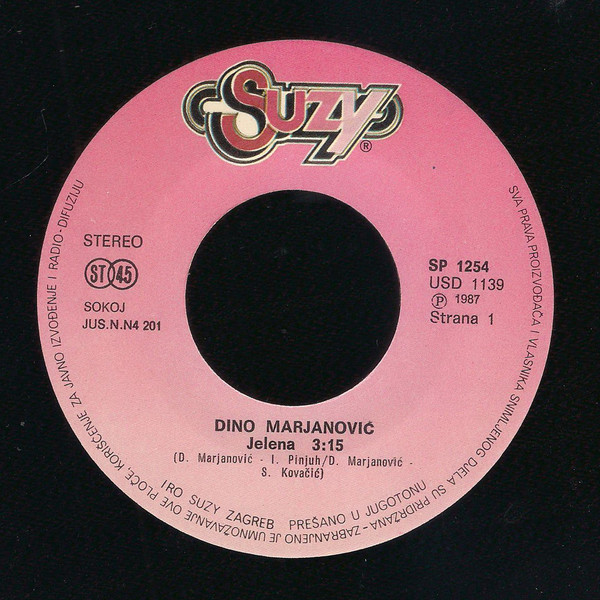 SUZY®
STEREO
ST 45
SOKOJ
JUS.N.N4 201
SP 1254
USD 1139
Ⓟ 1987
Strana 1
DINO MARJANOVIĆ
Jelena 3:15
(D. Marjanović - I. Pinjuh/D. Marjanović -
S. Kovačić)
IRO SUZY ZAGREB PREŠANO U JUGOTONU
SVA PRAVA PROIZVOĐAČA I VLASNIKA SNIMLJENOG DJELA SU PRIDRŽANA - ZABRANJENO JE UMNOŽAVANJE OVE PLOČE, KORIŠĆENJE ZA JAVNO IZVOĐENJE I RADIO-DIFUZIJU